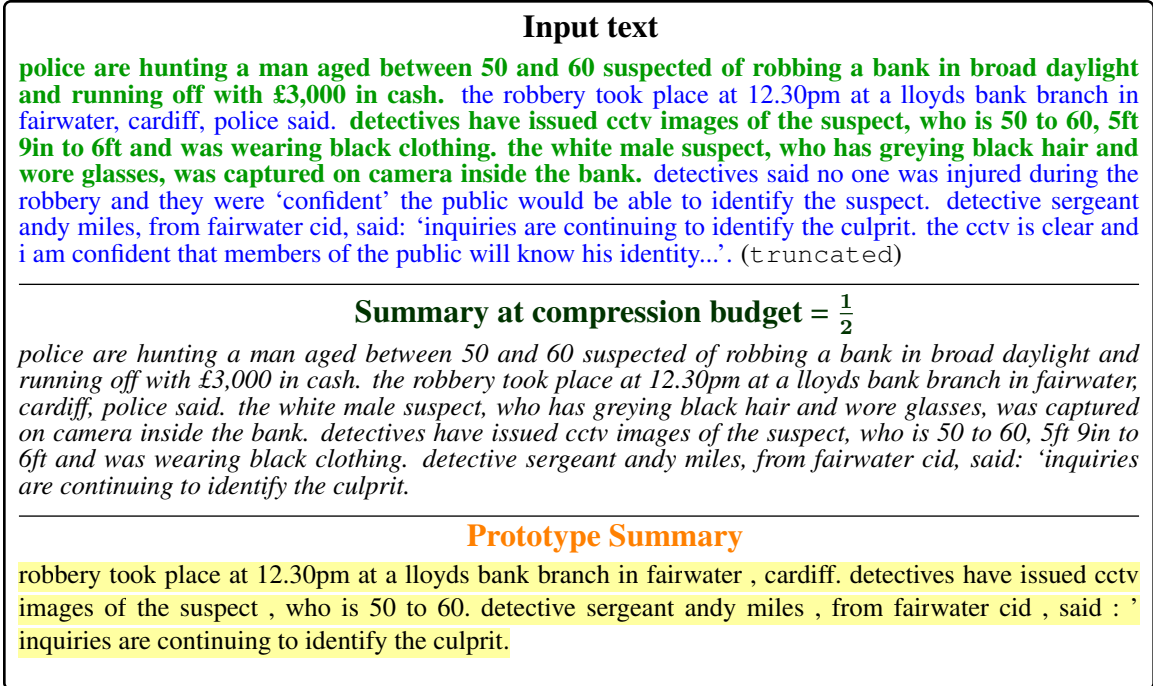 Input text
police are hunting a man aged between 50 and 60 suspected of robbing a bank in broad daylight
and running off with £3,000 in cash. the robbery took place at 12.30pm at a lloyds bank branch in
fairwater, cardiff, police said. detectives have issued cctv images of the suspect, who is 50 to 60, 5ft
9in to 6ft and was wearing black clothing. the white male suspect, who has greying black hair and
wore glasses, was captured on camera inside the bank. detectives said no one was injured during the
robbery and they were ‘confident’ the public would be able to identify the suspect. detective sergeant
andy miles, from fairwater cid, said: ‘inquiries are continuing to identify the culprit. the cctv is clear and
i am confident that members of the public will know his identity...’. (truncated)
Summary at compression budget = 1/2
police are hunting a man aged between 50 and 60 suspected of robbing a bank in broad daylight and
running off with £3,000 in cash. the robbery took place at 12.30pm at a lloyds bank branch in fairwater,
cardiff, police said. the white male suspect, who has greying black hair and wore glasses, was captured
on camera inside the bank. detectives have issued cctv images of the suspect, who is 50 to 60, 5ft 9in to
6ft and was wearing black clothing. detective sergeant andy miles, from fairwater cid, said: ‘inquiries
are continuing to identify the culprit.
Prototype Summary
robbery took place at 12.30pm at a lloyds bank branch in fairwater , cardiff. detectives have issued cctv
images of the suspect , who is 50 to 60. detective sergeant andy miles , from fairwater cid , said : ’
inquiries are continuing to identify the culprit.